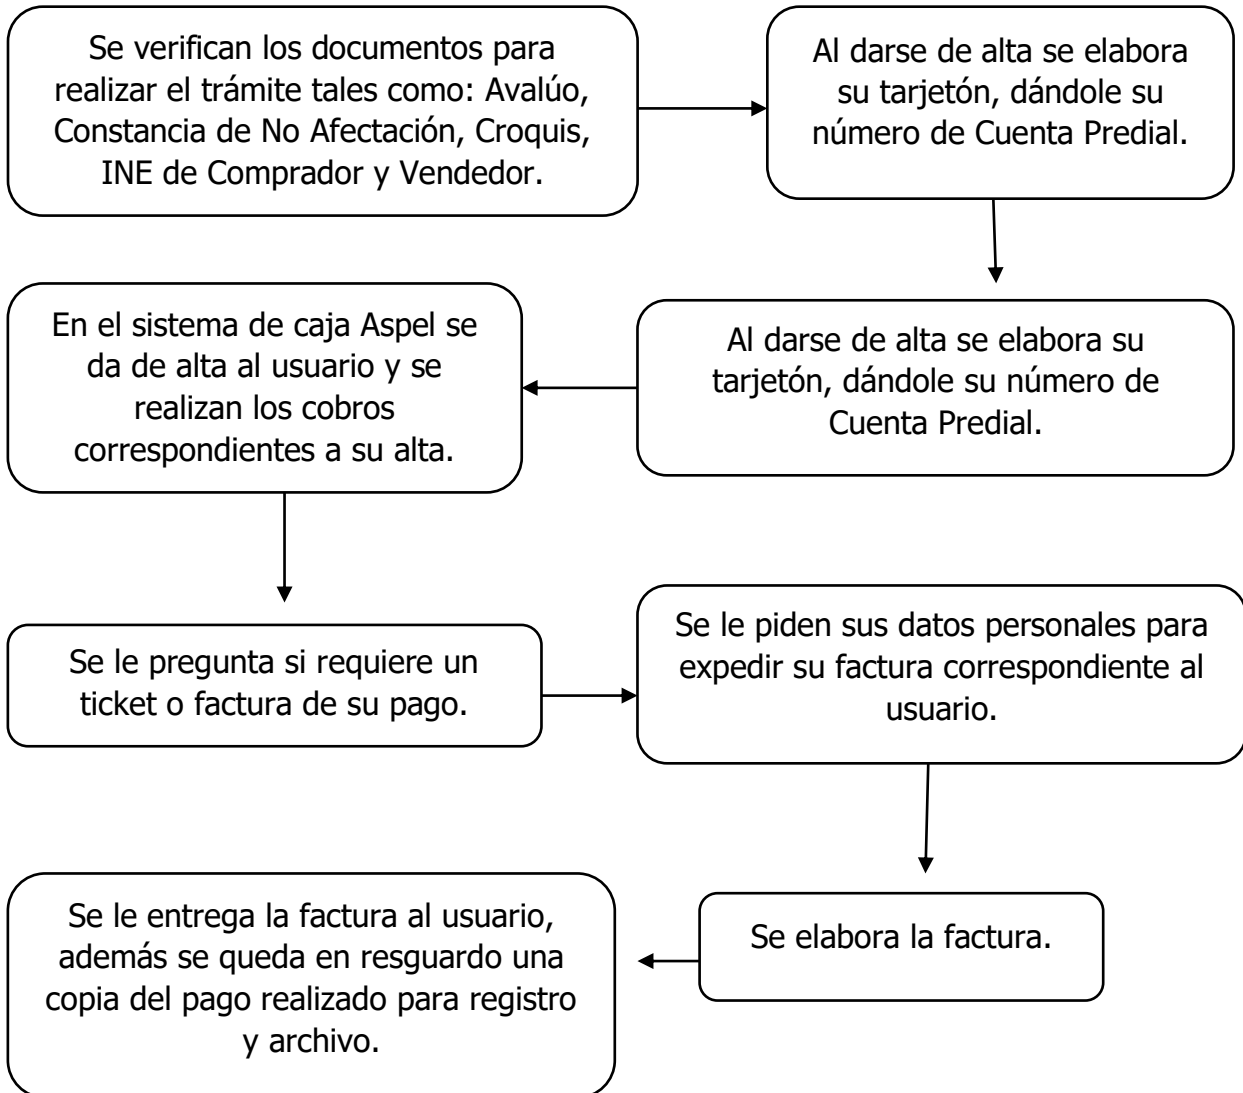 Se verifican los documentos para
realizar el trámite tales como: Avalúo,
Constancia de No Afectación, Croquis,
INE de Comprador y Vendedor.
Al darse de alta se elabora
su tarjetón, dándole su
número de Cuenta Predial.
Al darse de alta se elabora su
tarjetón, dándole su número de
Cuenta Predial.
En el sistema de caja Aspel se
da de alta al usuario y se
realizan los cobros
correspondientes a su alta.
Se le pregunta si requiere un
ticket o factura de su pago.
Se le piden sus datos personales para
expedir su factura correspondiente al
usuario.
Se elabora la factura.
Se le entrega la factura al usuario,
además se queda en resguardo una
copia del pago realizado para registro
y archivo.